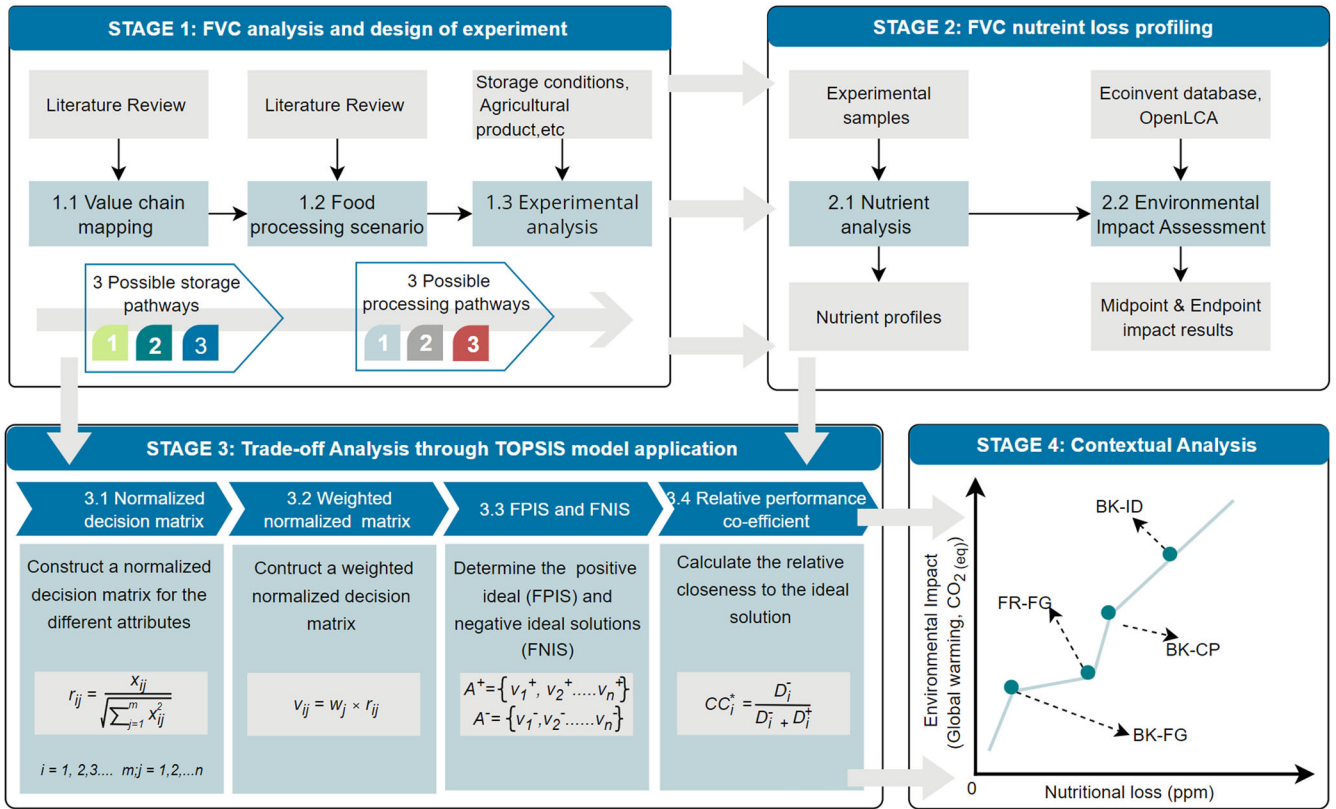 STAGE 1: FVC analysis and design of experiment
Literature Review
Literature Review
Storage conditions,
Agricultural
product,etc
1.1 Value chain
mapping
1.2 Food
processing scenario
1.3 Experimental
analysis
3 Possible storage
pathways
1 2 3
3 Possible
processing pathways
1 2 3
STAGE 2: FVC nutreint loss profiling
Experimental
samples
Ecoinvent database,
OpenLCA
2.1 Nutrient
analysis
2.2 Environmental
Impact Assessment
Nutrient profiles
Midpoint & Endpoint
impact results
STAGE 3: Trade-off Analysis through TOPSIS model application
3.1 Normalized
decision matrix
3.2 Weighted
normalized matrix
3.3 FPIS and FNIS
3.4 Relative performance
co-efficient
Construct a normalized
decision matrix for the
different attributes
r_ij = x_ij / √(∑_{j=1}^{m} x_ij^2)
i = 1, 2,3.... m;j = 1,2,...n
Contruct a weighted
normalized decision
matrix
v_ij = w_j × r_ij
Determine the positive
ideal (FPIS) and
negative ideal solutions
(FNIS)
A⁺={v₁⁺, v₂⁺.....vₙ⁺}
A⁻={v₁⁻,v₂⁻......vₙ⁻}
Calculate the relative
closeness to the ideal
solution
CC_i^* = D_i^- / (D_i^- + D_i^+)
STAGE 4: Contextual Analysis
Environmental Impact
(Global warming, CO₂ (eq))
BK-ID
FR-FG
BK-CP
BK-FG
0
Nutritional loss (ppm)